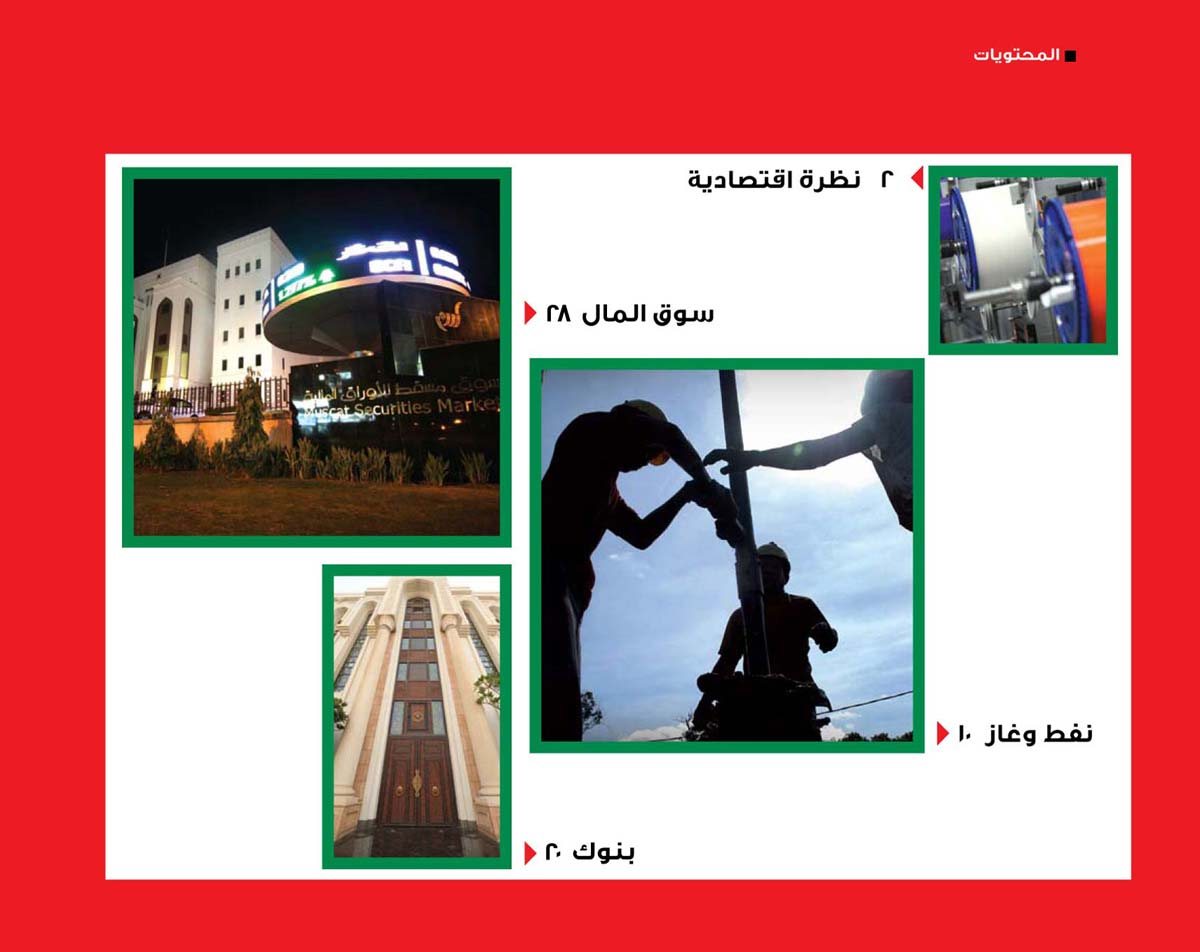 المحتويات
٢ نظرة اقتصادية
سوق المال ٢٨
سوق مسقط للأوراق المالية
Muscat Securities Market
نفط وغاز ١٠
بنوك ٢٠